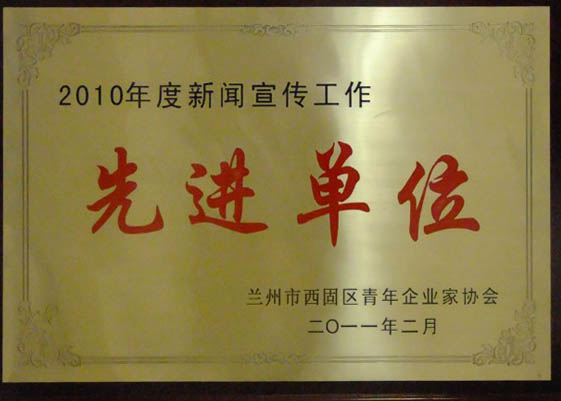 2010年度新闻宣传工作
先进单位
兰州市西固区青年企业家协会
二〇一一年二月